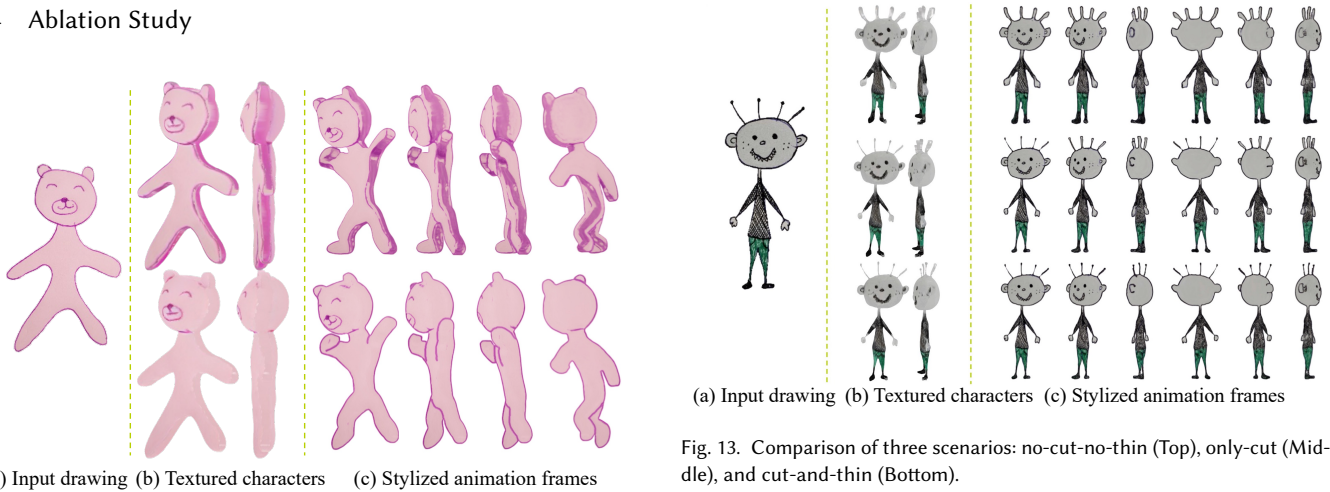 Ablation Study
) Input drawing (b) Textured characters (c) Stylized animation frames
(a) Input drawing (b) Textured characters (c) Stylized animation frames
Fig. 13. Comparison of three scenarios: no-cut-no-thin (Top), only-cut (Mid-
dle), and cut-and-thin (Bottom).